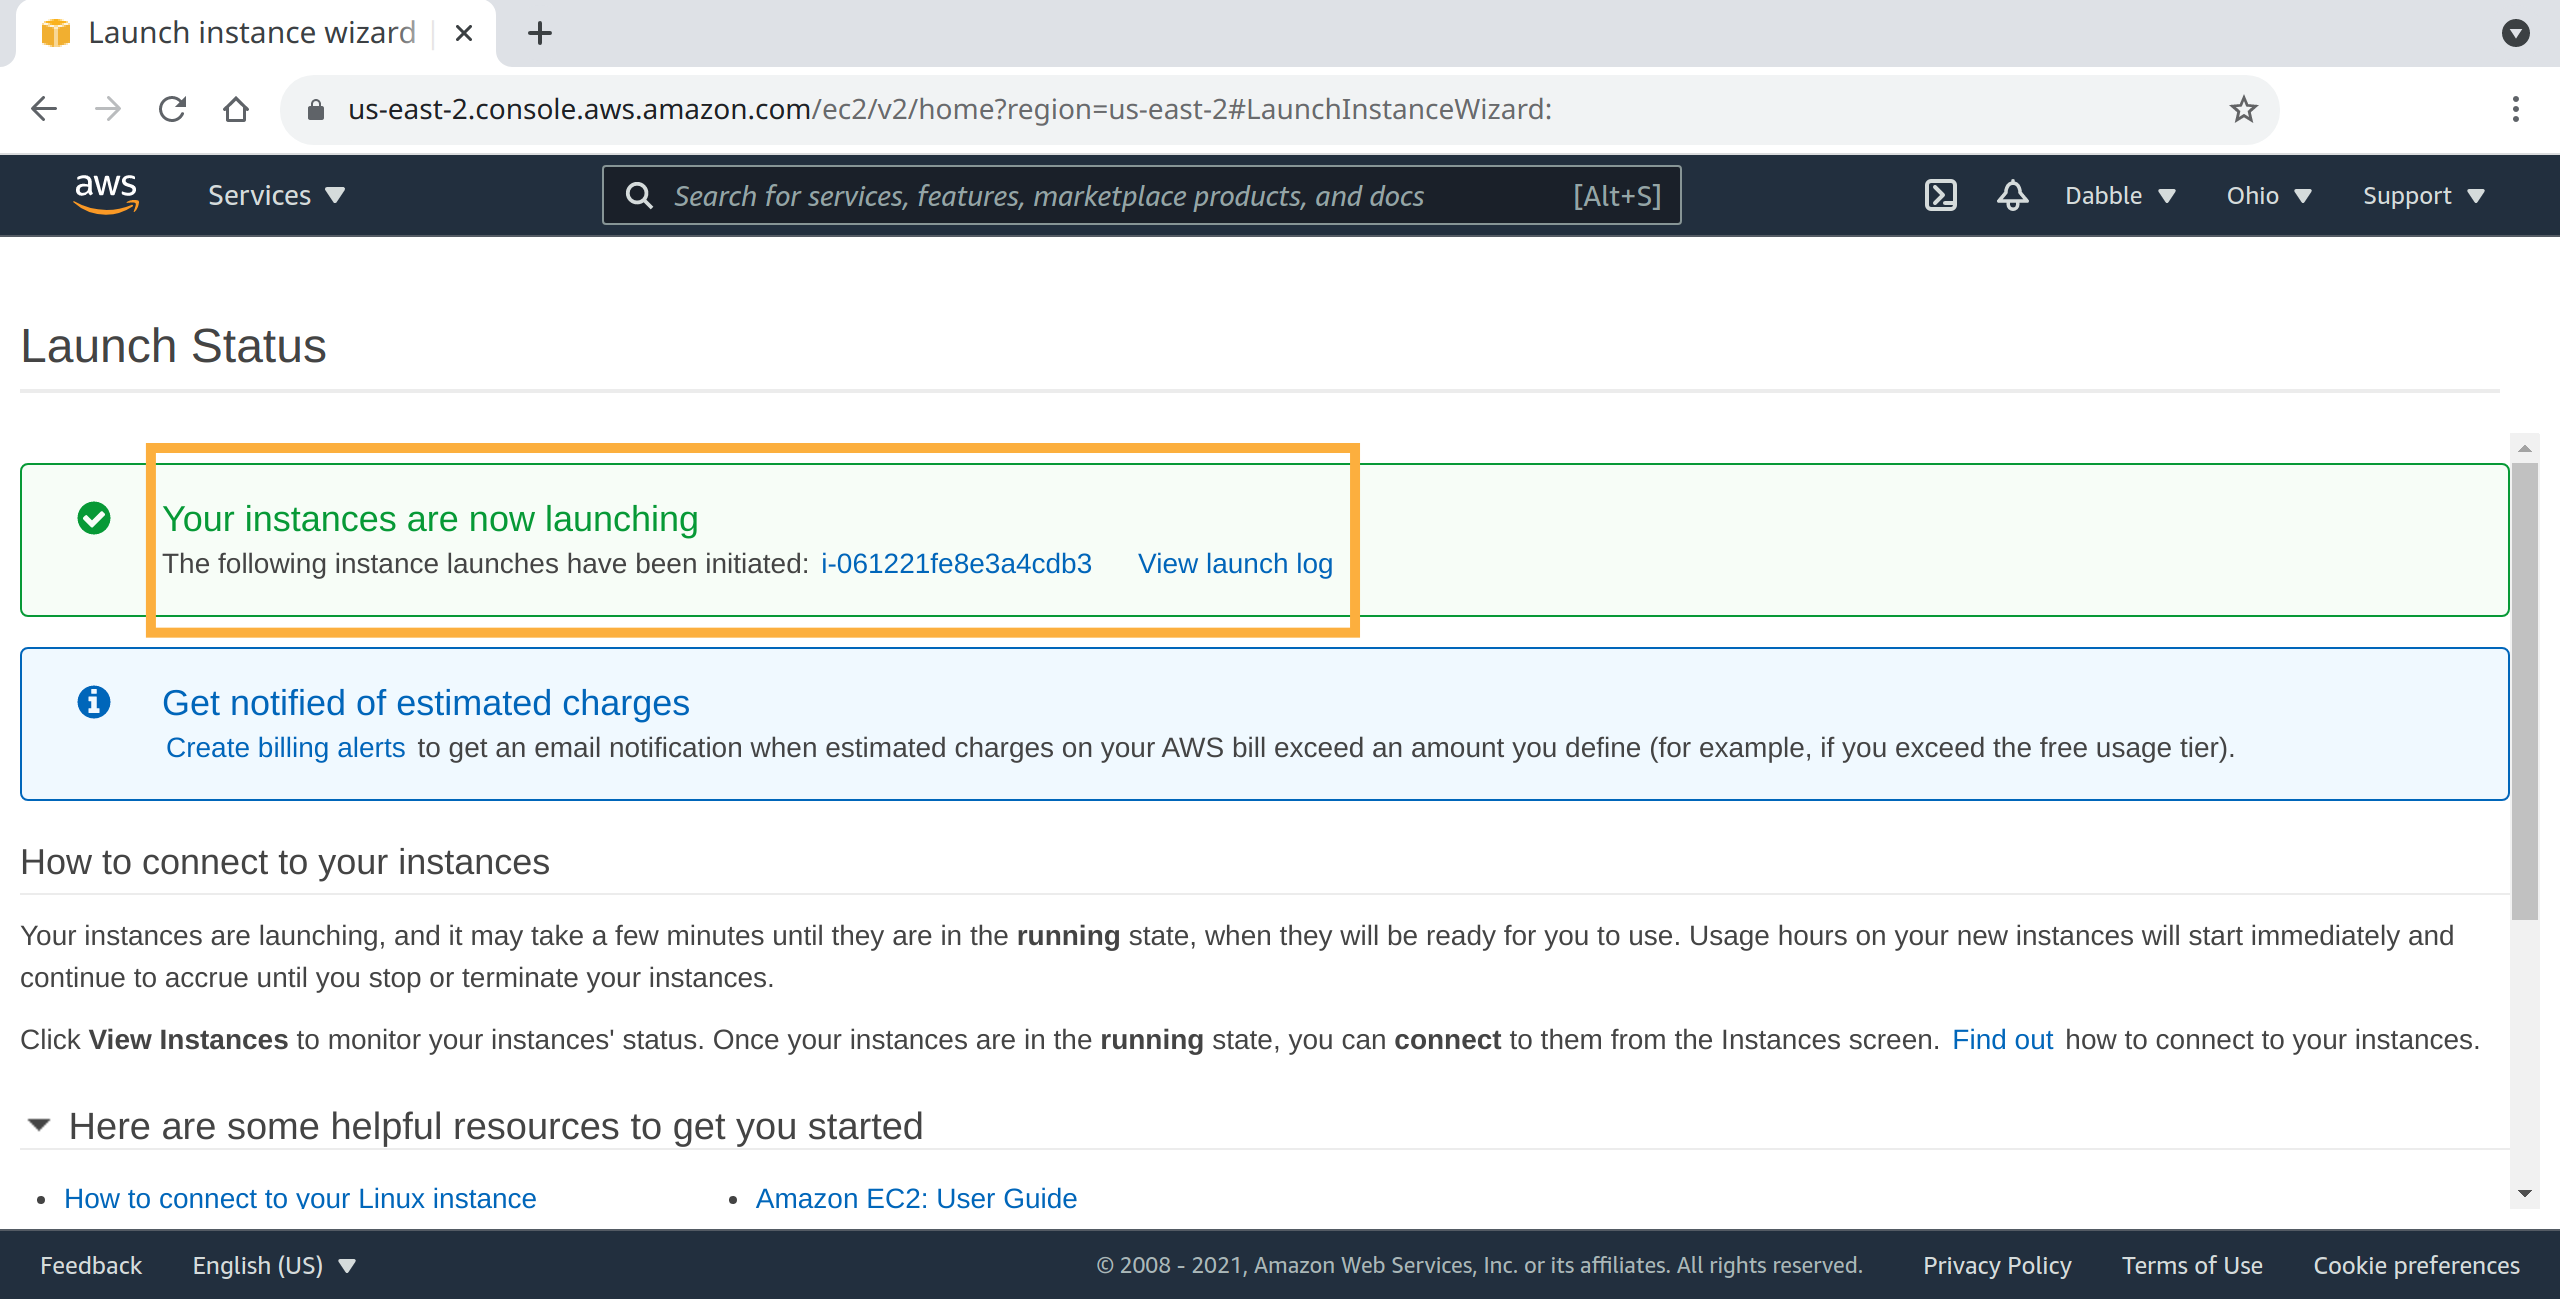 Launch instance wizard
us-east-2.console.aws.amazon.com/ec2/v2/home?region=us-east-2#LaunchInstanceWizard:
aws Services Search for services, features, marketplace products, and docs [Alt+S] Dabble Ohio Support
Launch Status
Your instances are now launching
The following instance launches have been initiated: i-061221fe8e3a4cdb3 View launch log
Get notified of estimated charges
Create billing alerts to get an email notification when estimated charges on your AWS bill exceed an amount you define (for example, if you exceed the free usage tier).
How to connect to your instances
Your instances are launching, and it may take a few minutes until they are in the running state, when they will be ready for you to use. Usage hours on your new instances will start immediately and
continue to accrue until you stop or terminate your instances.
Click View Instances to monitor your instances' status. Once your instances are in the running state, you can connect to them from the Instances screen. Find out how to connect to your instances.
Here are some helpful resources to get you started
• How to connect to your Linux instance • Amazon EC2: User Guide
Feedback English (US) © 2008 - 2021, Amazon Web Services, Inc. or its affiliates. All rights reserved. Privacy Policy Terms of Use Cookie preferences